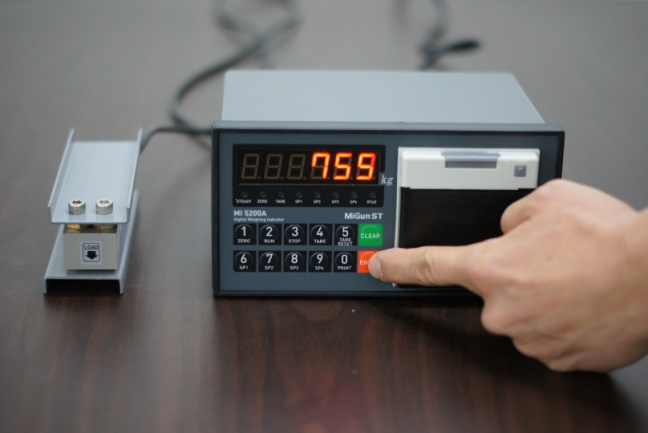 LOAD
755
kg
STEADY ZERO TARE SP1 SP2 SP3 SP4
MI 5200A
Digital Weighing Indicator
MiGun ST
1 2 3 4 5 CLEAR
ZERO RUN STOP TARE TARE RESET
6 7 8 9 0
SP1 SP2 SP3 SP4 PRINT